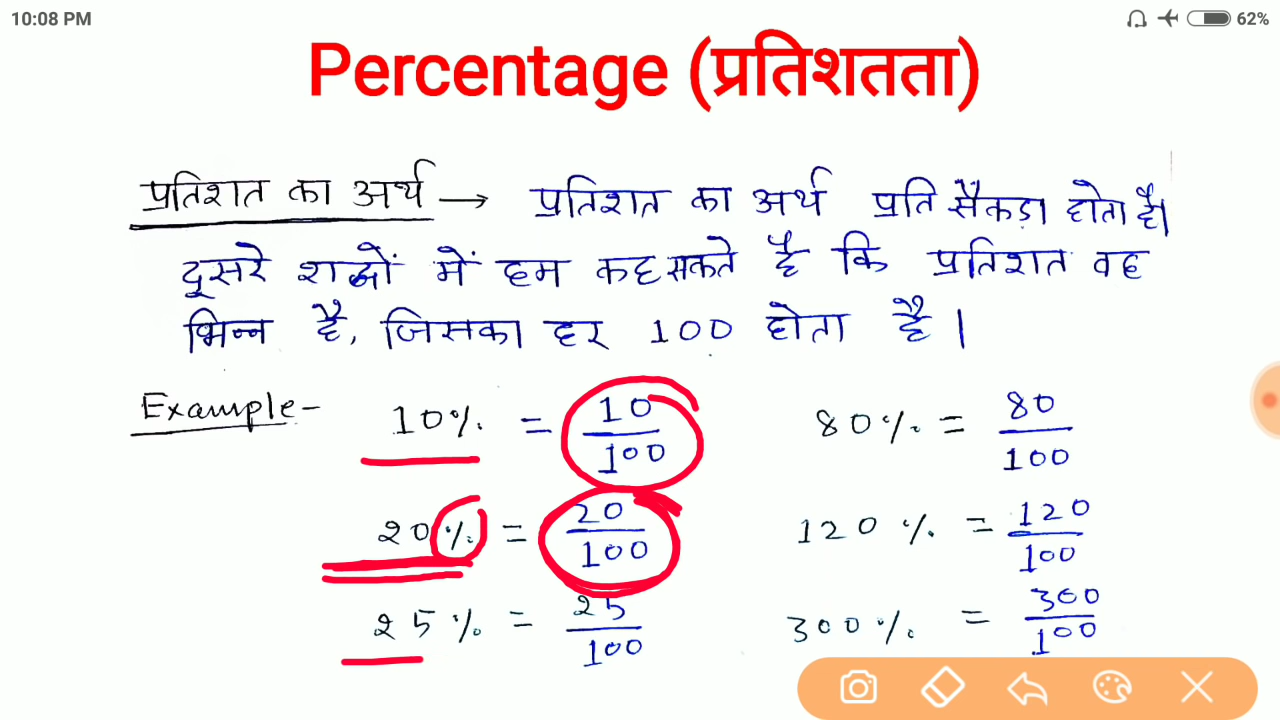 10:08 PM 62%
Percentage (प्रतिशतता)
प्रतिशत का अर्थ → प्रतिशत का अर्थ प्रति सैकड़ा होता है।
दूसरे शब्दों में हम कह सकते है कि प्रतिशत वह
भिन्न है, जिसका हर 100 होता है।
Example- 10% = 10/100 80% = 80/100
20% = 20/100 120% = 120/100
25% = 25/100 300% = 300/100